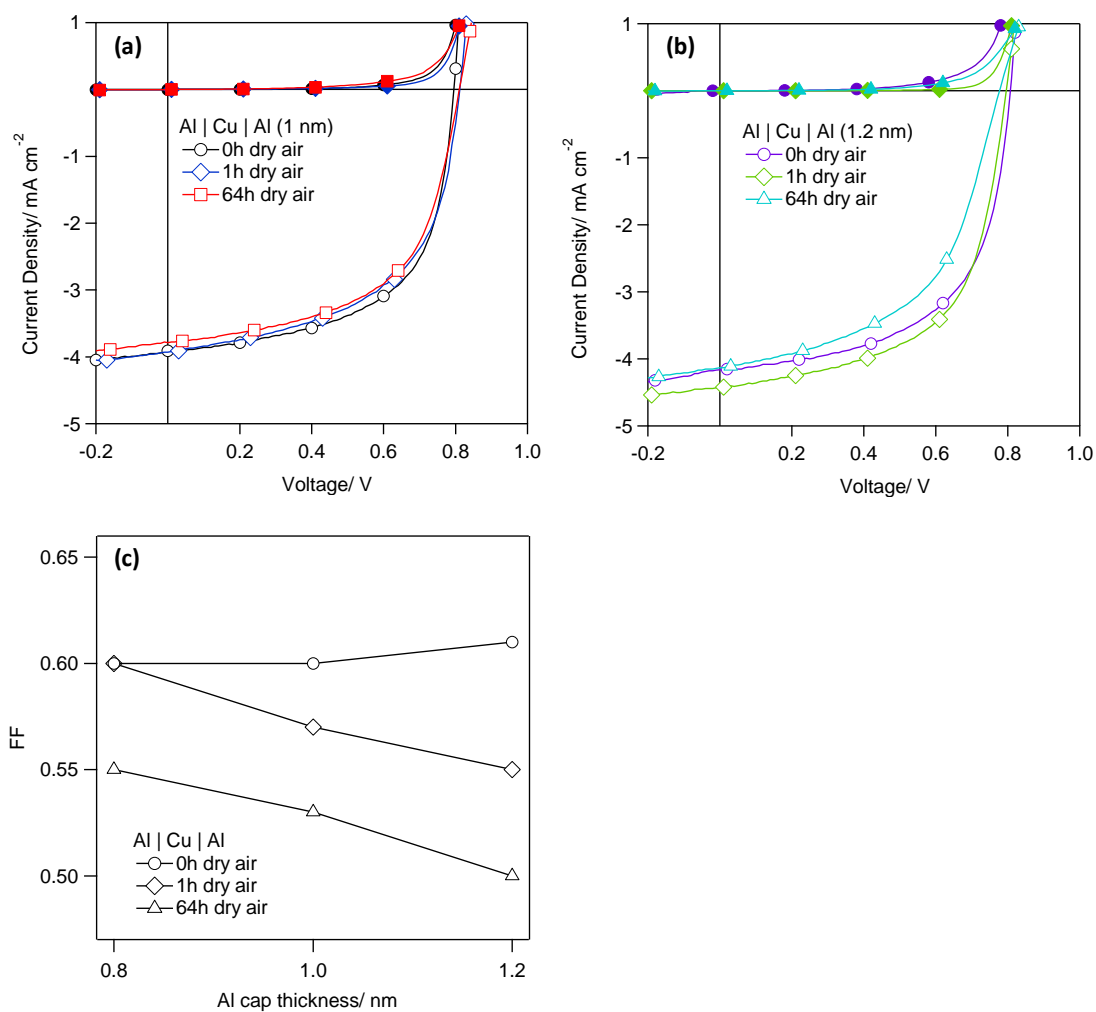 (a)
1
-1
-2
-3
-4
-5
Current Density/ mA cm-2
Al | Cu | Al (1 nm)
0h dry air
1h dry air
64h dry air
-0.2
0.2
0.4
0.6
0.8
1.0
Voltage/ V
(b)
1
-1
-2
-3
-4
-5
Current Density/ mA cm-2
Al | Cu | Al (1.2 nm)
0h dry air
1h dry air
64h dry air
-0.2
0.2
0.4
0.6
0.8
1.0
Voltage/ V
(c)
0.65
0.60
0.55
0.50
FF
Al | Cu | Al
0h dry air
1h dry air
64h dry air
0.8
1.0
1.2
Al cap thickness/ nm